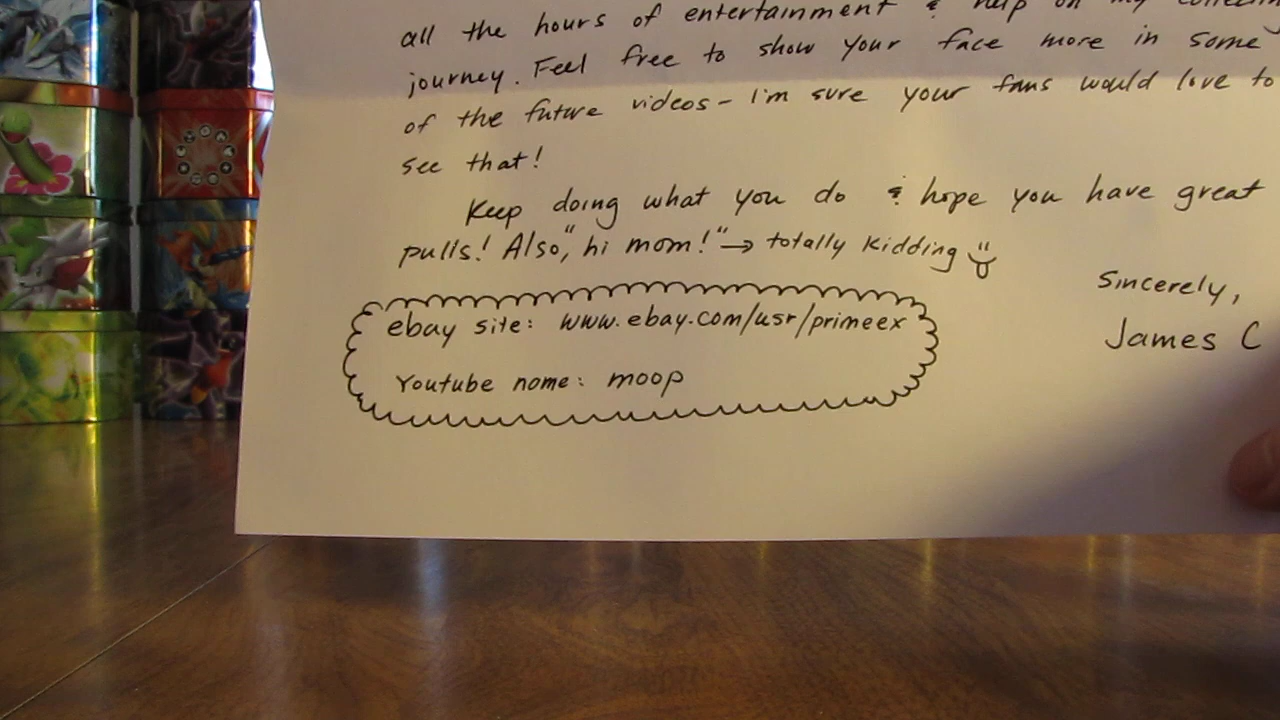 all the hours of entertainment & help on my collectin
journey. Feel free to show your face more in some
of the future videos - I'm sure your fans would love to
see that!
Keep doing what you do & hope you have great
pulls! Also, "hi mom!" → totally kidding
Sincerely,
James C
ebay site: www.ebay.com/usr/primeex
Youtube name: moop